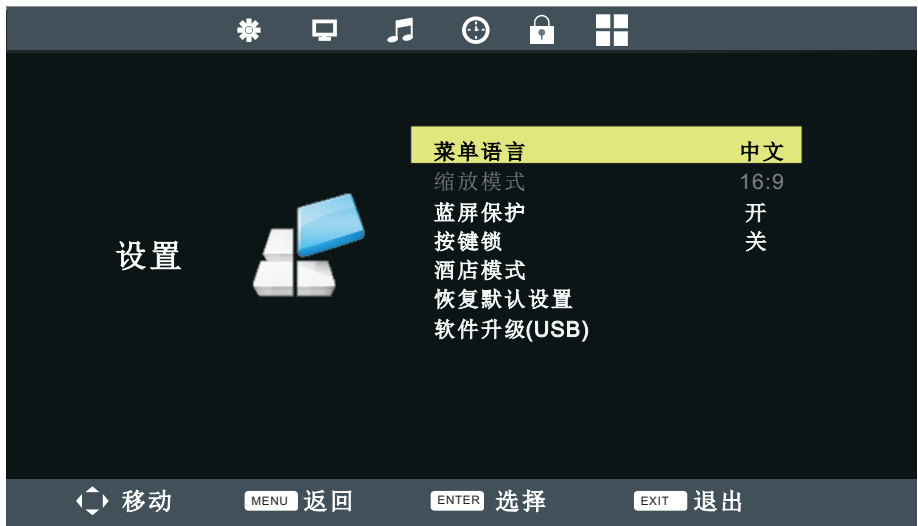 菜单语言 中文
缩放模式 16:9
蓝屏保护 开
按键锁 关
设置
酒店模式
恢复默认设置
软件升级(USB)
移动 MENU 返回 ENTER 选择 EXIT 退出